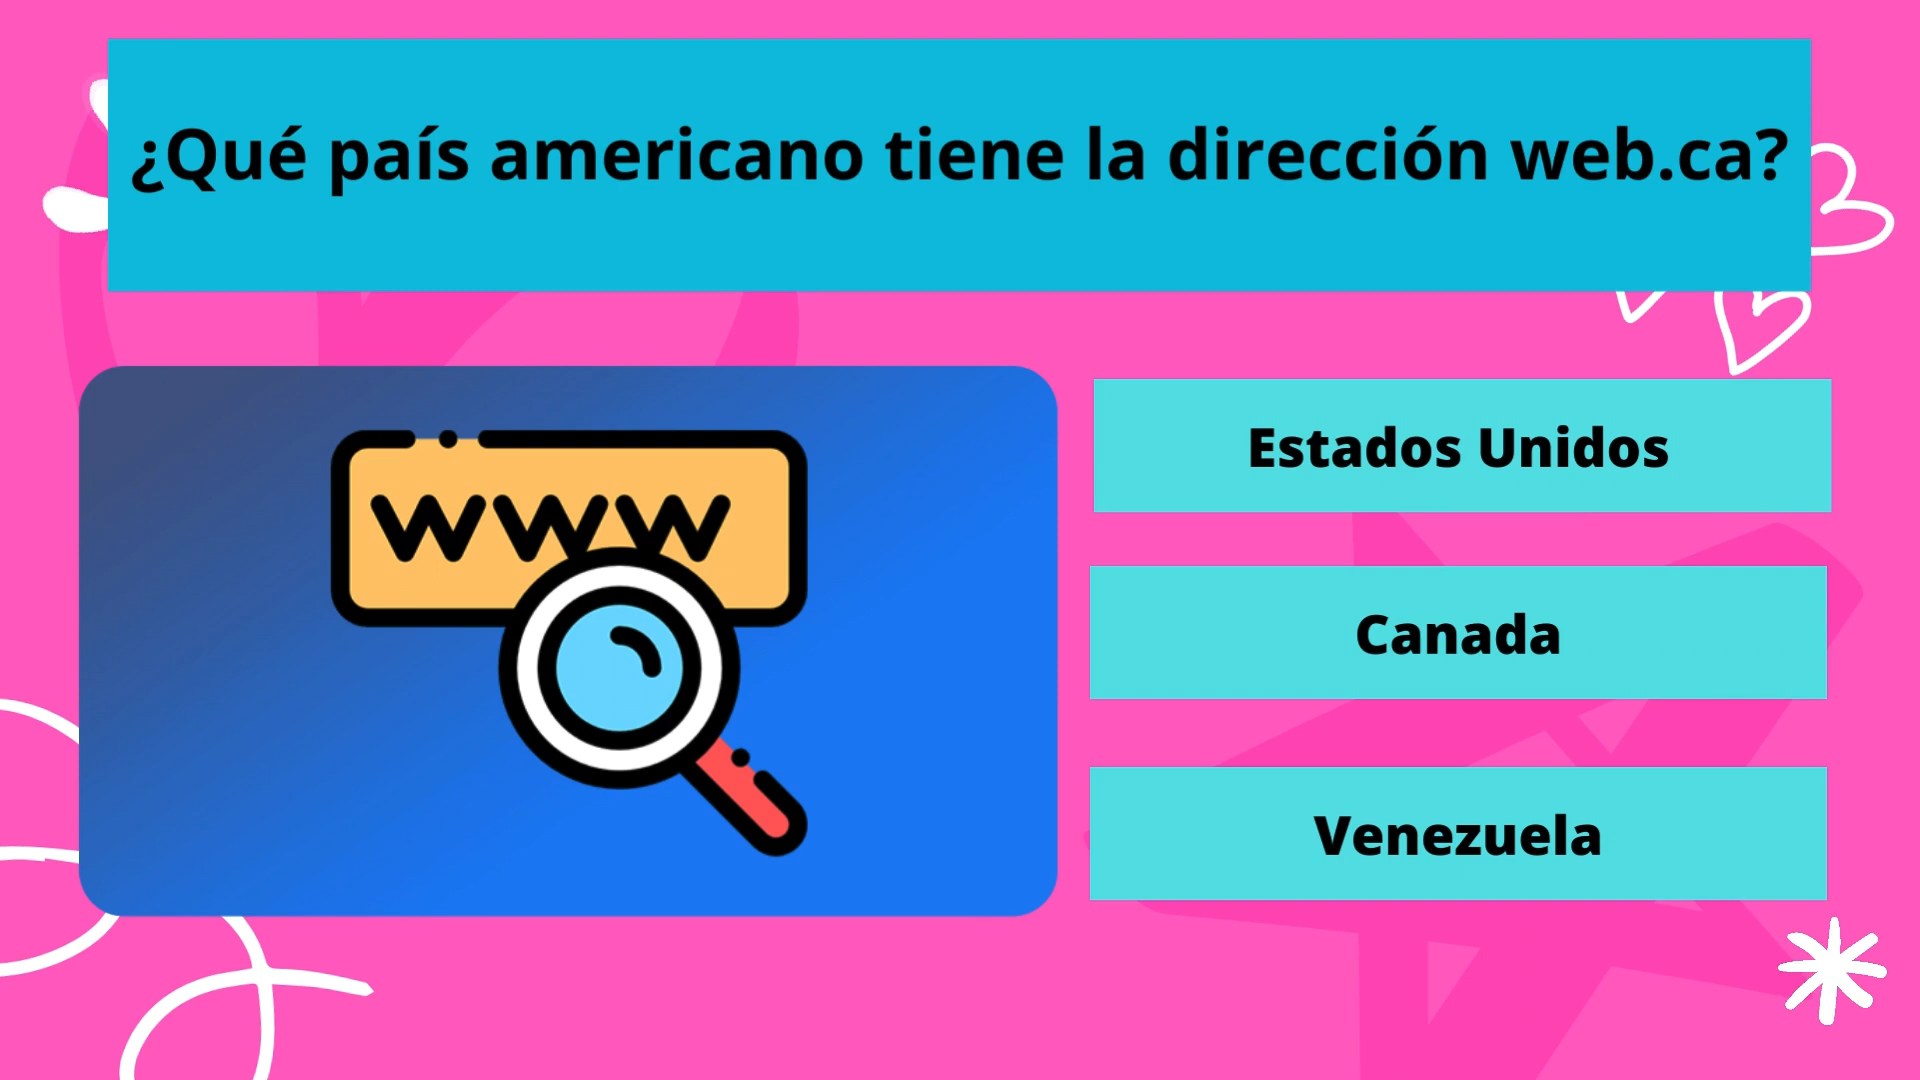 ¿Qué país americano tiene la dirección web.ca?
www
Estados Unidos
Canada
Venezuela